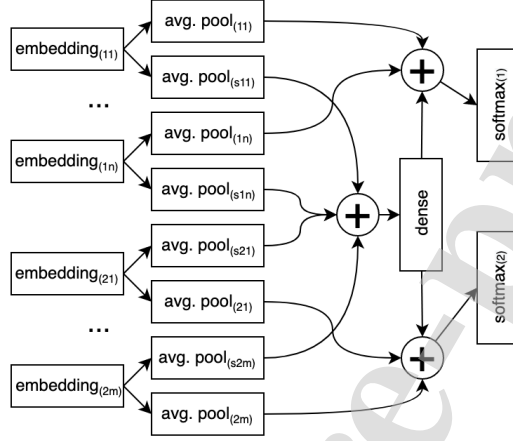 embedding(11)
avg. pool(11)
avg. pool(s11)
...
embedding(1n)
avg. pool(1n)
avg. pool(s1n)
embedding(21)
avg. pool(s21)
avg. pool(21)
...
embedding(2m)
avg. pool(s2m)
avg. pool(2m)
+
+
dense
+
softmax(1)
softmax(2)